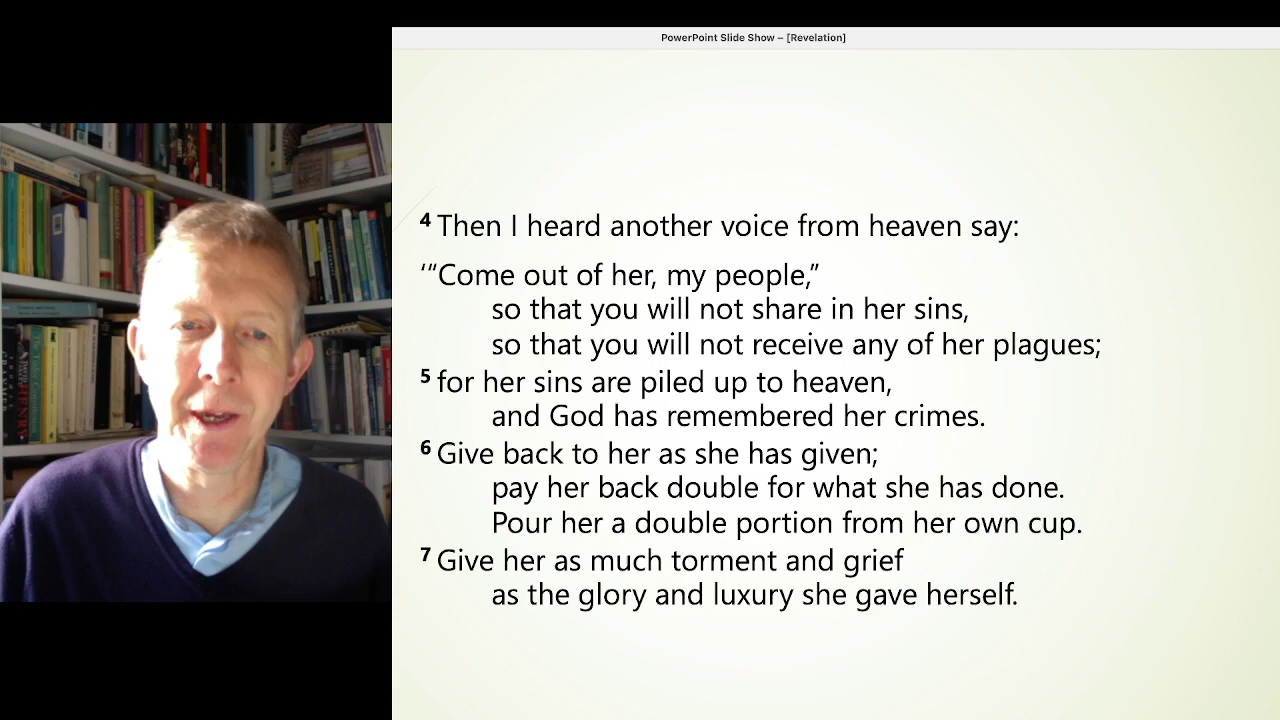 PowerPoint Slide Show – [Revelation]
4 Then I heard another voice from heaven say:
‘“Come out of her, my people,”
so that you will not share in her sins,
so that you will not receive any of her plagues;
5 for her sins are piled up to heaven,
and God has remembered her crimes.
6 Give back to her as she has given;
pay her back double for what she has done.
Pour her a double portion from her own cup.
7 Give her as much torment and grief
as the glory and luxury she gave herself.